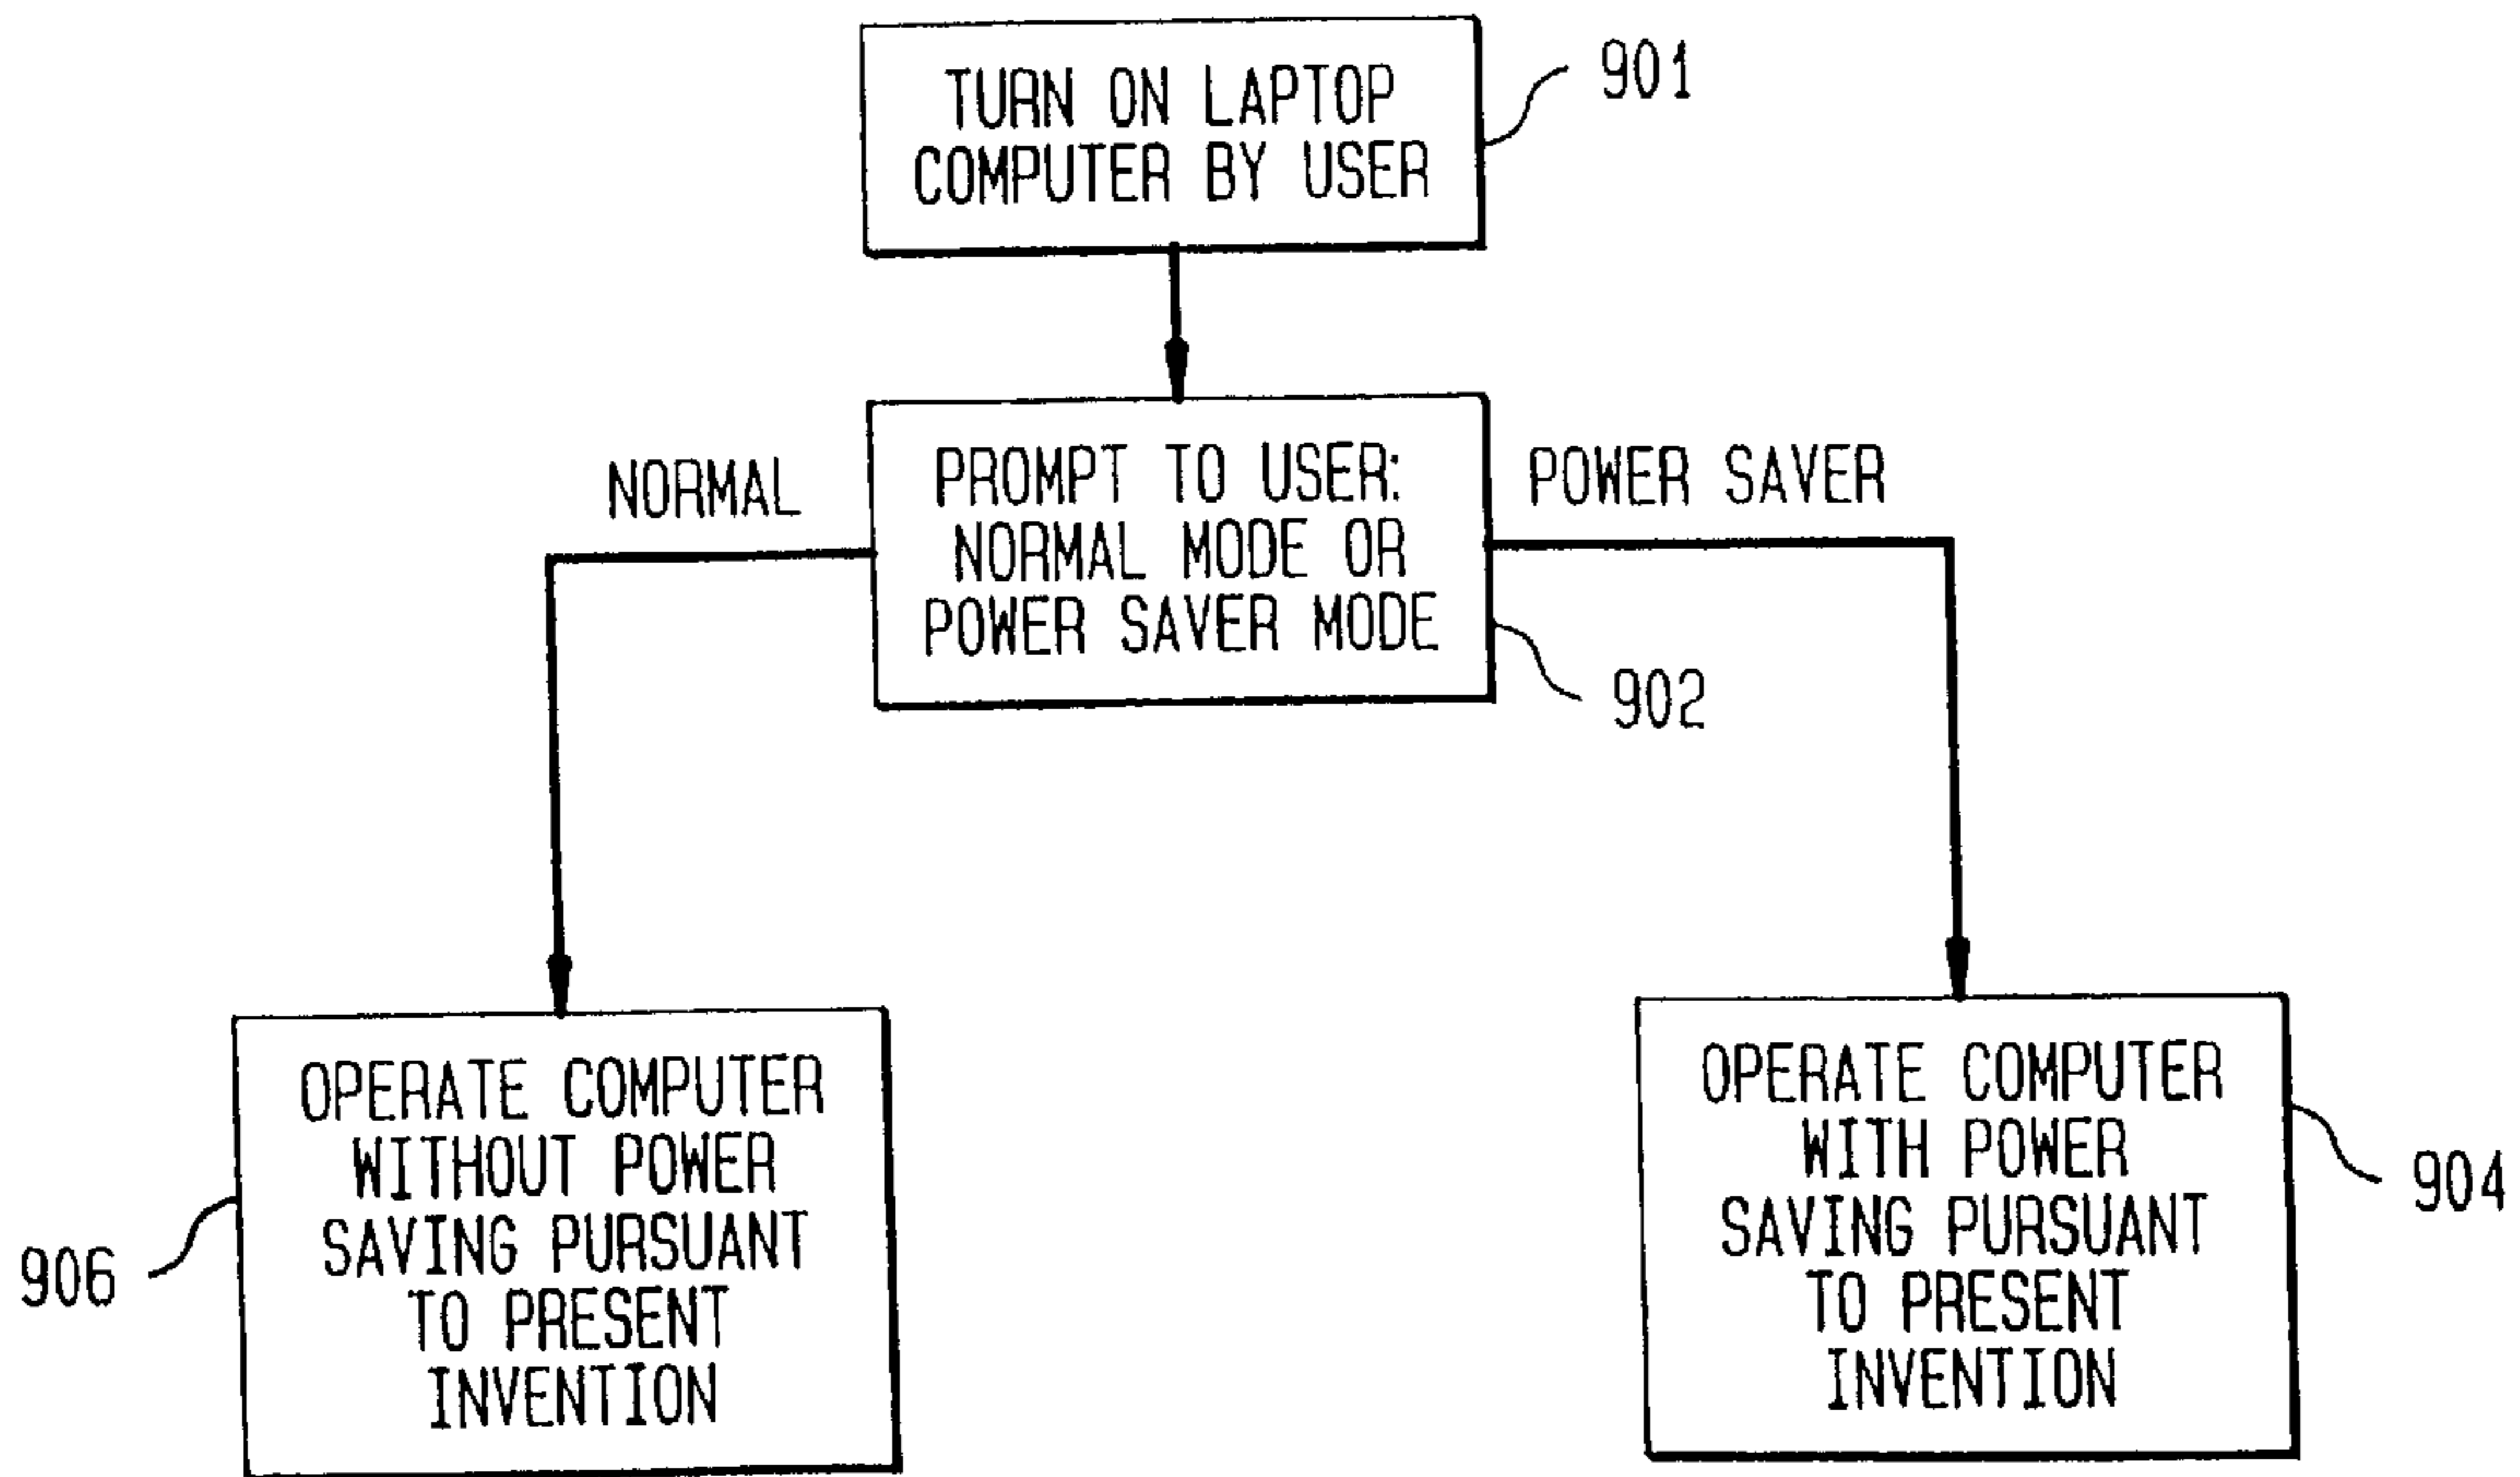 TURN ON LAPTOP
COMPUTER BY USER
901
NORMAL
PROMPT TO USER:
NORMAL MODE OR
POWER SAVER MODE
POWER SAVER
902
OPERATE COMPUTER
WITHOUT POWER
SAVING PURSUANT
TO PRESENT
INVENTION
906
OPERATE COMPUTER
WITH POWER
SAVING PURSUANT
TO PRESENT
INVENTION
904